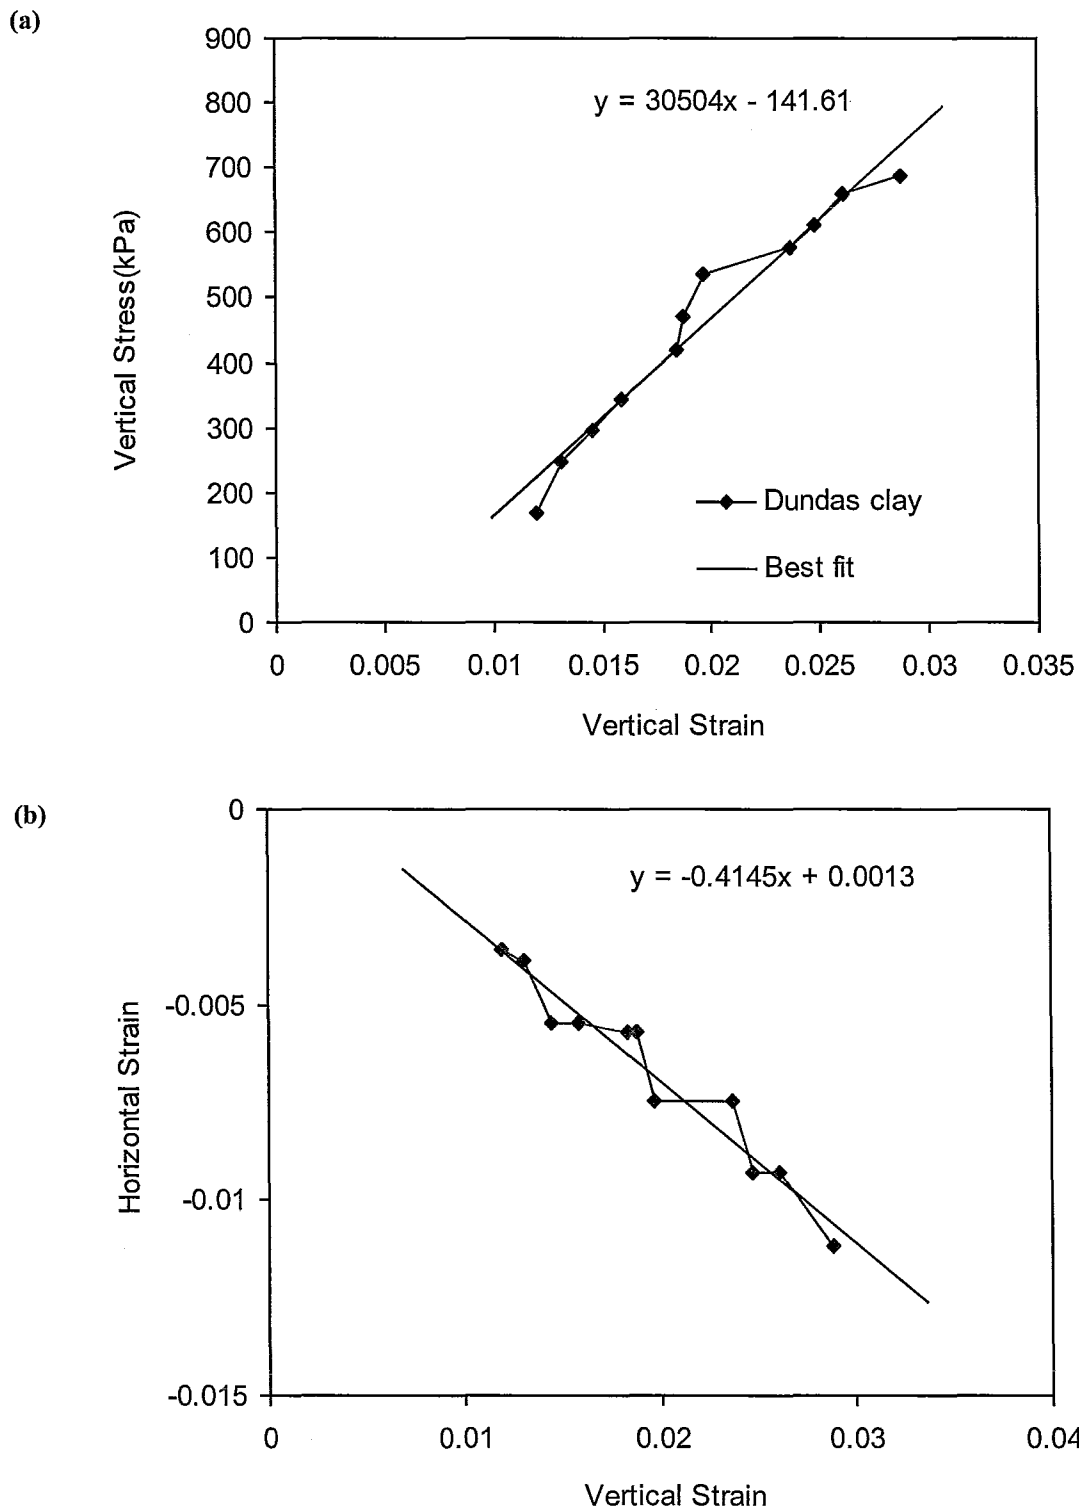 (a)
900
800
700
600
500
400
300
200
100
0
Vertical Stress(kPa)
y = 30504x - 141.61
Dundas clay
Best fit
0 0.005 0.01 0.015 0.02 0.025 0.03 0.035
Vertical Strain
(b)
0
-0.005
-0.01
-0.015
Horizontal Strain
y = -0.4145x + 0.0013
0 0.01 0.02 0.03 0.04
Vertical Strain